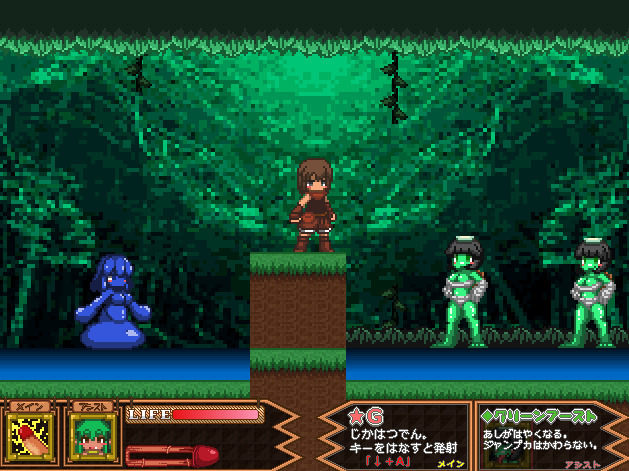 メイン
アシスト
LIFE
★G
じかはつでん。
キーをはなすと発射
「↓+A」
メイン
◆グリーンブースト
あしがはやくなる。
ジャンプ力はかわらない。
アシスト